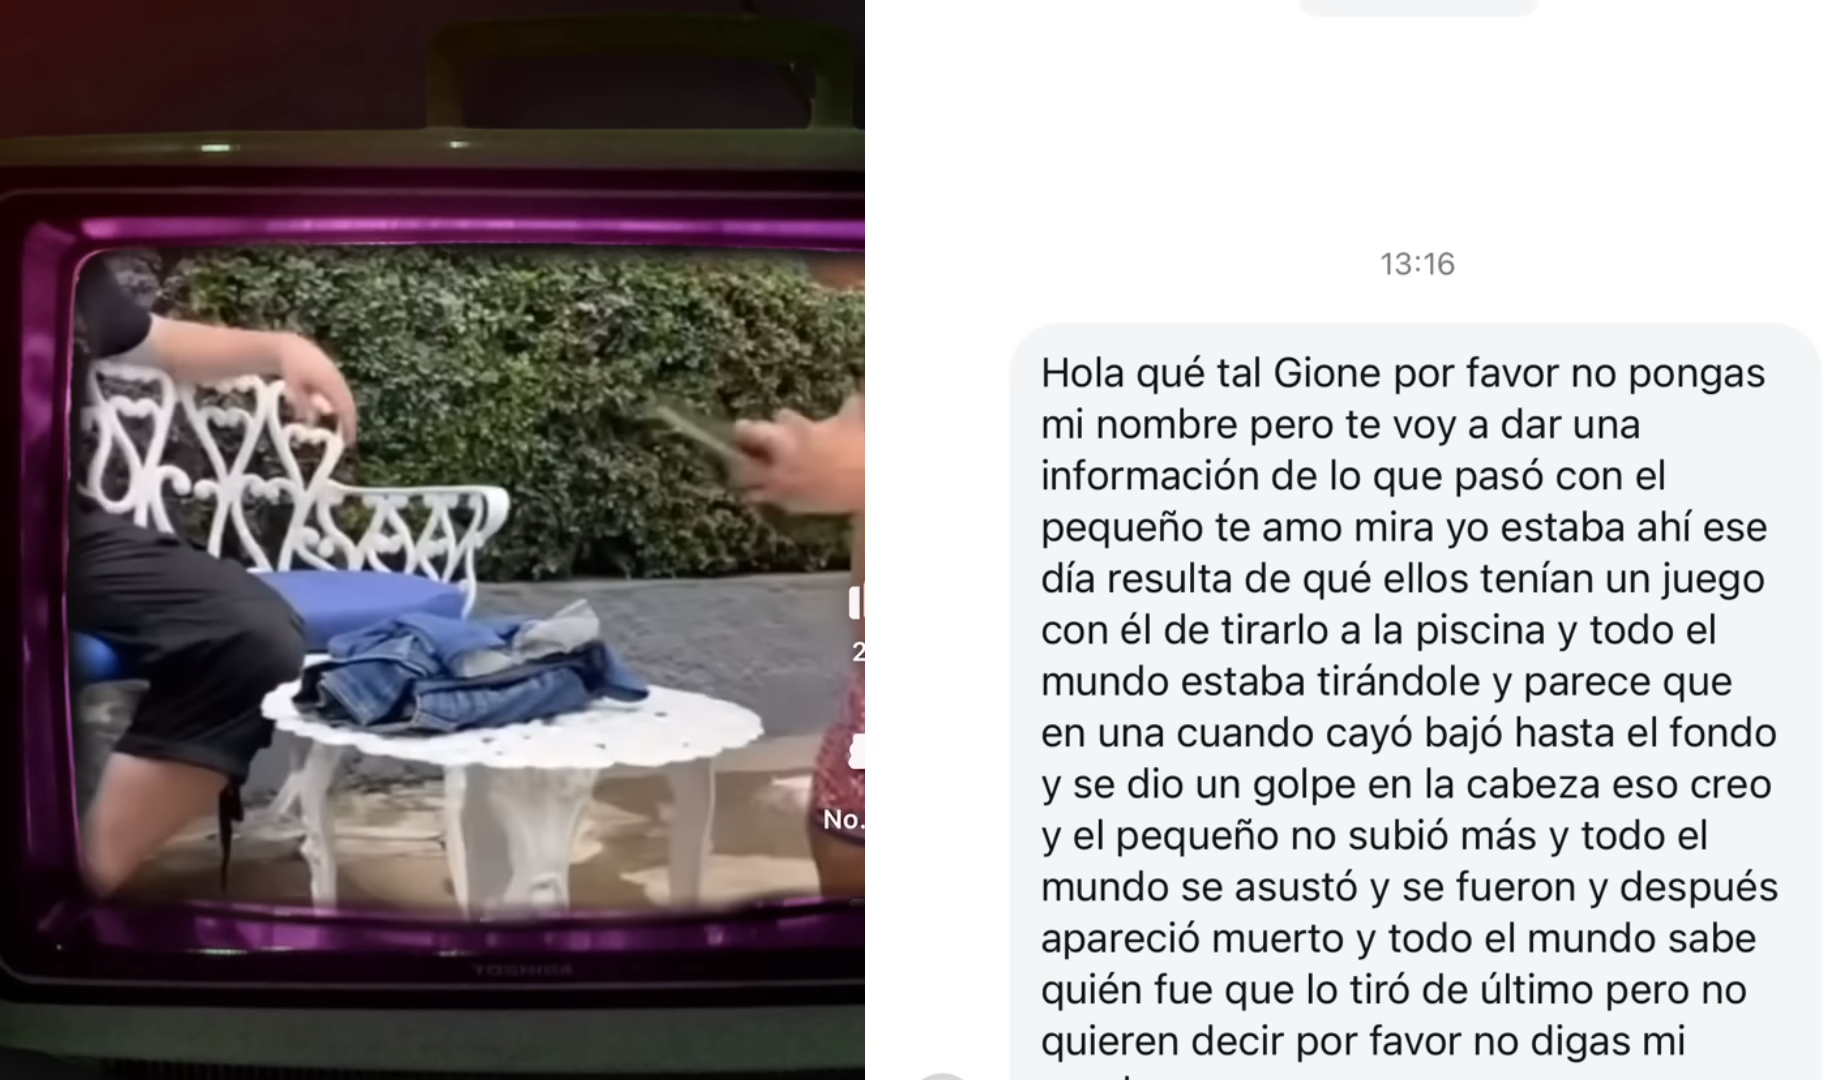 TOSHIBA
2
No.
13:16
Hola qué tal Gione por favor no pongas
mi nombre pero te voy a dar una
información de lo que pasó con el
pequeño te amo mira yo estaba ahí ese
día resulta de qué ellos tenían un juego
con él de tirarlo a la piscina y todo el
mundo estaba tirándole y parece que
en una cuando cayó bajó hasta el fondo
y se dio un golpe en la cabeza eso creo
y el pequeño no subió más y todo el
mundo se asustó y se fueron y después
apareció muerto y todo el mundo sabe
quién fue que lo tiró de último pero no
quieren decir por favor no digas mi